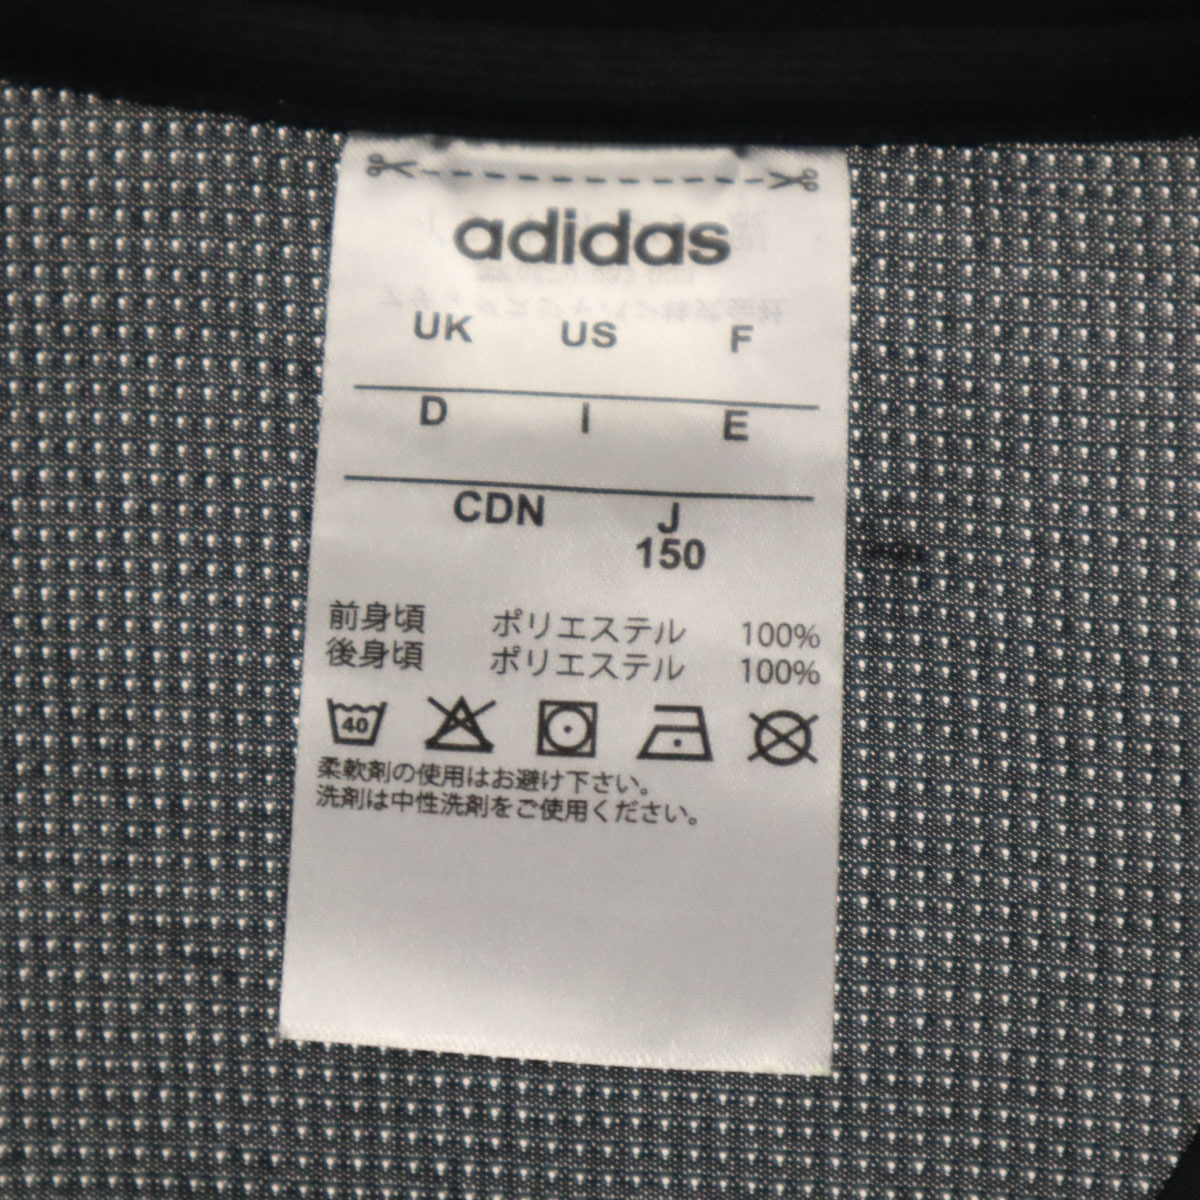 adidas
UK US F
D I E
CDN J
150
前身頃 ポリエステル 100%
後身頃 ポリエステル 100%
40
柔軟剤の使用はお避け下さい。
洗剤は中性洗剤をご使用ください。